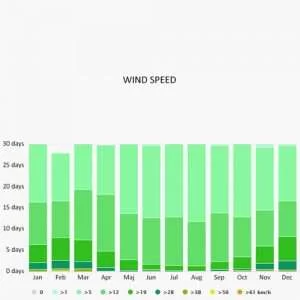 WIND SPEED
30 days
25 days
20 days
15 days
10 days
5 days
0 days
Jan Feb Mar Apr Maj Jun Jul Aug Sep Okt Nov Dec
0 >1 >5 >12 >19 >28 >38 >50 >61 km/h